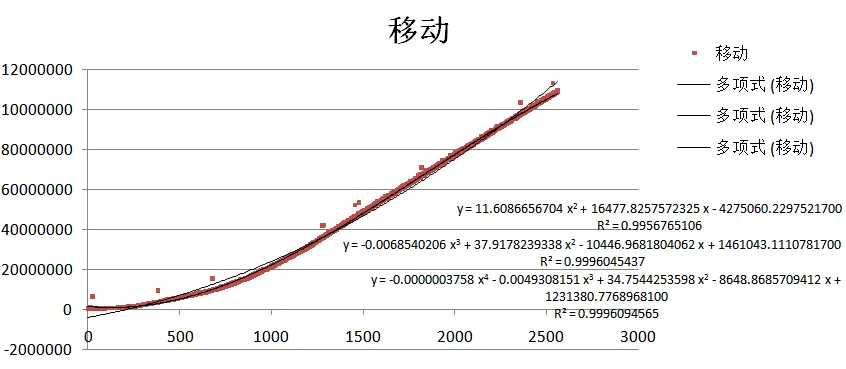 移动
12000000
10000000
80000000
60000000
40000000
20000000
0
-2000000
0 500 1000 1500 2000 2500 3000
移动
多项式 (移动)
多项式 (移动)
多项式 (移动)
y = 11.6086656704 x² + 16477.8257572325 x - 4275060.2297521700
R² = 0.9956765106
y = -0.0068540206 x³ + 37.9178239338 x² - 10446.9681804062 x + 1461043.1110781700
R² = 0.9996045437
y = -0.0000003758 x⁴ - 0.0049308151 x³ + 34.7544253598 x² - 8648.8685709412 x +
1231380.7768968100
R² = 0.9996094565